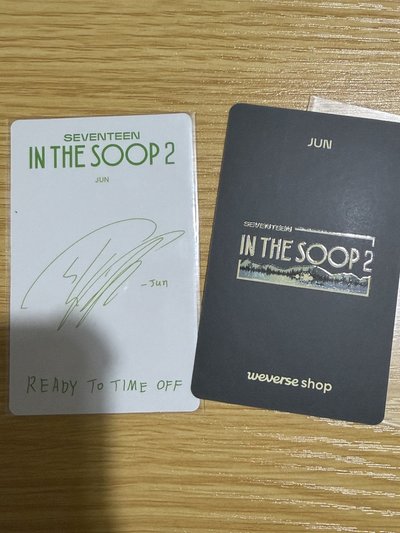 SEVENTEEN
IN THE SOOP 2
JUN
-Jun
READY TO TIME OFF
JUN
SEVENTEEN
IN THE SOOP 2
weverse shop